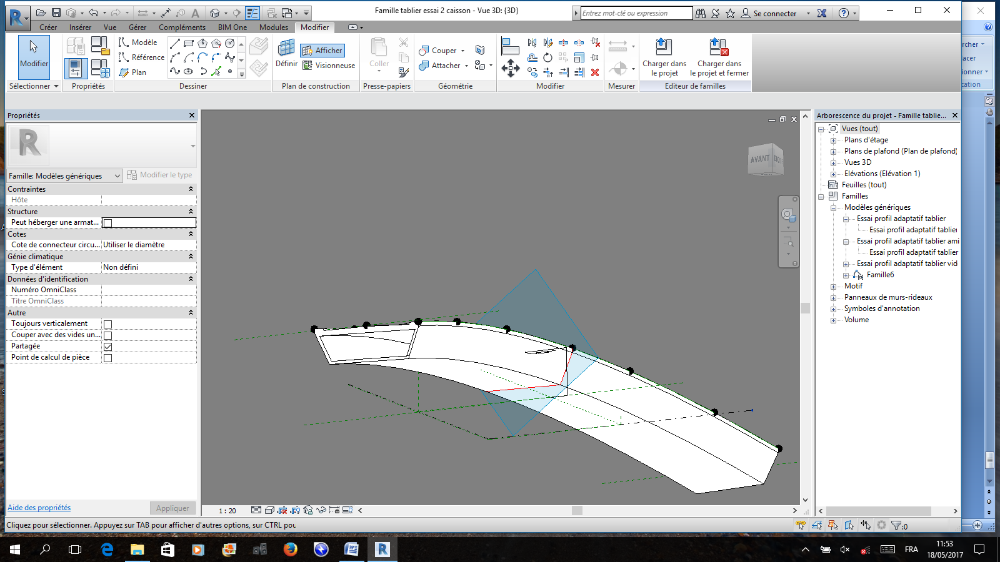 Famille tablier essai 2 caisson - Vue 3D: {3D}
Entrez mot-clé ou expression
Se connecter
Créer Insérer Vue Gérer Compléments BIM One Modules Modifier
Modifier
Modèle
Référence
Plan
Définir
Afficher
Visionneuse
Coller
Couper
Attacher
Charger dans le projet
Charger dans le projet et fermer
Sélectionner Propriétés Dessiner Plan de construction Presse-papiers Géométrie Modifier Mesurer Editeur de familles
Propriétés
Famille: Modèles génériques
Modifier le type
Contraintes
Hôte
Structure
Peut héberger une armat...
Cotes
Cote de connecteur circu... Utiliser le diamètre
Génie climatique
Type d'élément Non défini
Données d'identification
Numéro OmniClass
Titre OmniClass
Autre
Toujours verticalement
Couper avec des vides un...
Partagée
Point de calcul de pièce
Aide des propriétés
Appliquer
AVANT
1 : 20
Arborescence du projet - Famille tablie...
Vues (tout)
Plans d'étage
Plans de plafond (Plan de plafond)
Vues 3D
Elévations (Elévation 1)
Feuilles (tout)
Familles
Modèles génériques
Essai profil adaptatif tablier
Essai profil adaptatif tablier
Essai profil adaptatif tablier ami
Essai profil adaptatif tablier
Essai profil adaptatif tablier vid
Famille6
Motif
Panneaux de murs-rideaux
Symboles d'annotation
Volume
Cliquez pour sélectionner. Appuyez sur TAB pour afficher d'autres options, sur CTRL pou
:0
FRA
11:53
18/05/2017